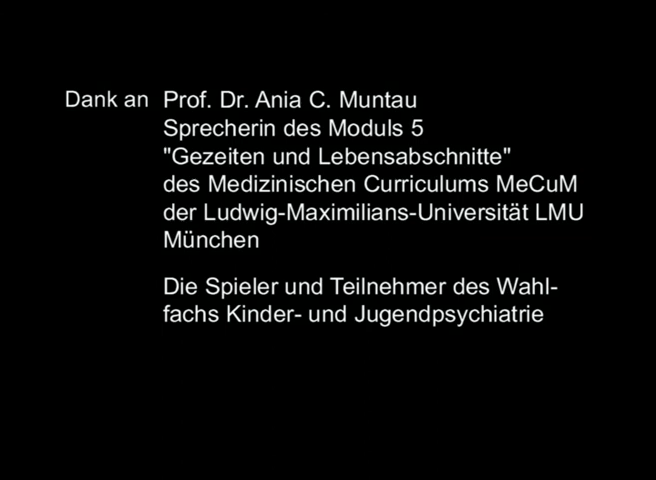 Dank an Prof. Dr. Ania C. Muntau
Sprecherin des Moduls 5
"Gezeiten und Lebensabschnitte"
des Medizinischen Curriculums MeCuM
der Ludwig-Maximilians-Universität LMU
München
Die Spieler und Teilnehmer des Wahl-
fachs Kinder- und Jugendpsychiatrie